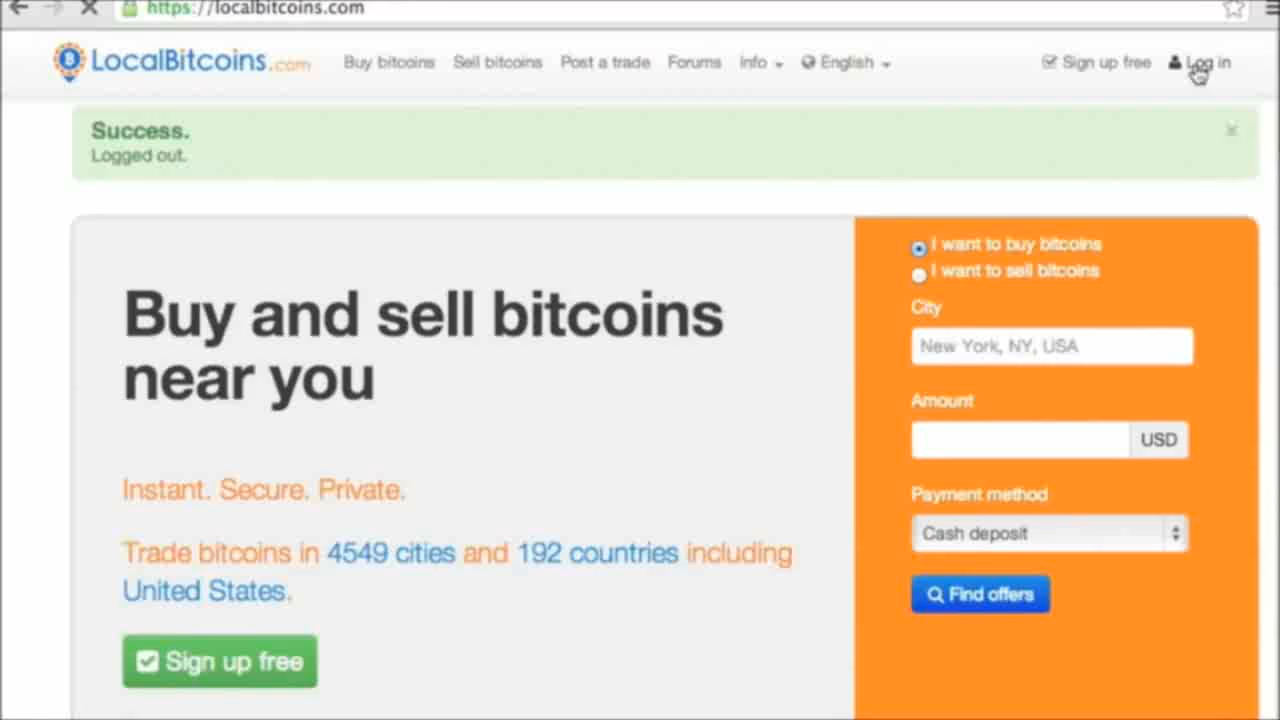 https://localbitcoins.com
LocalBitcoins.com
Buy bitcoins
Sell bitcoins
Post a trade
Forums
Info
English
Sign up free
Log in
Success.
Logged out.
×
Buy and sell bitcoins
near you
Instant. Secure. Private.
Trade bitcoins in 4549 cities and 192 countries including
United States.
Sign up free
I want to buy bitcoins
I want to sell bitcoins
City
New York, NY, USA
Amount
USD
Payment method
Cash deposit
Find offers